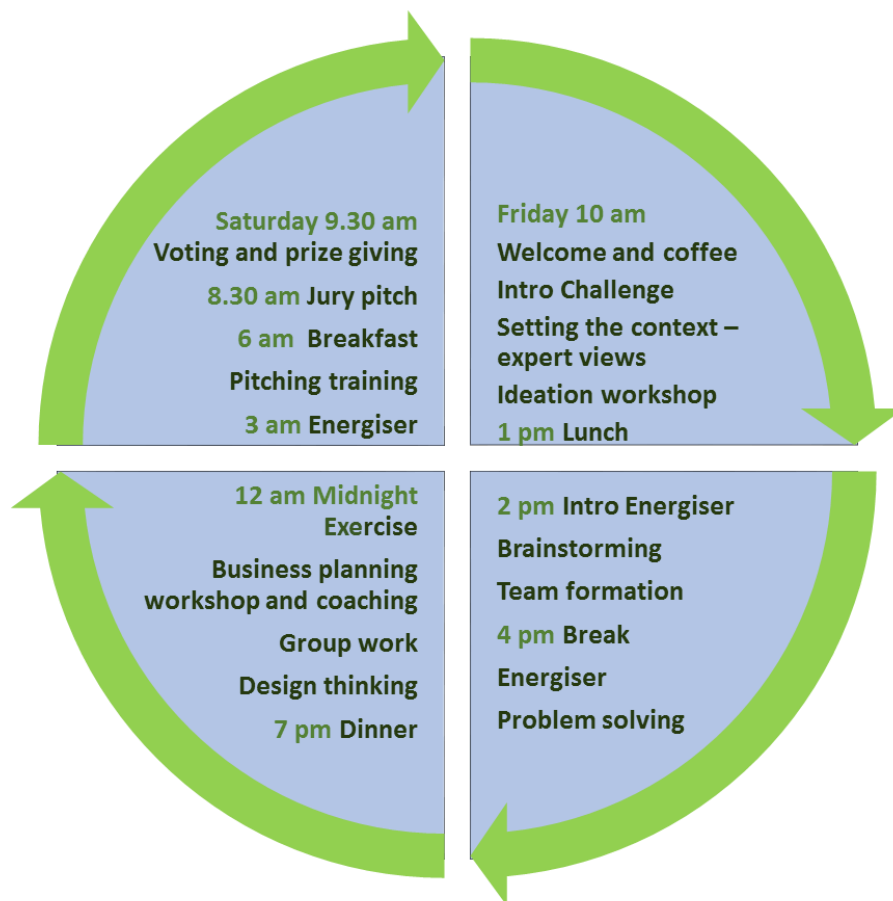 Saturday 9.30 am
Voting and prize giving
8.30 am Jury pitch
6 am Breakfast
Pitching training
3 am Energiser
Friday 10 am
Welcome and coffee
Intro Challenge
Setting the context –
expert views
Ideation workshop
1 pm Lunch
12 am Midnight
Exercise
Business planning
workshop and coaching
Group work
Design thinking
7 pm Dinner
2 pm Intro Energiser
Brainstorming
Team formation
4 pm Break
Energiser
Problem solving